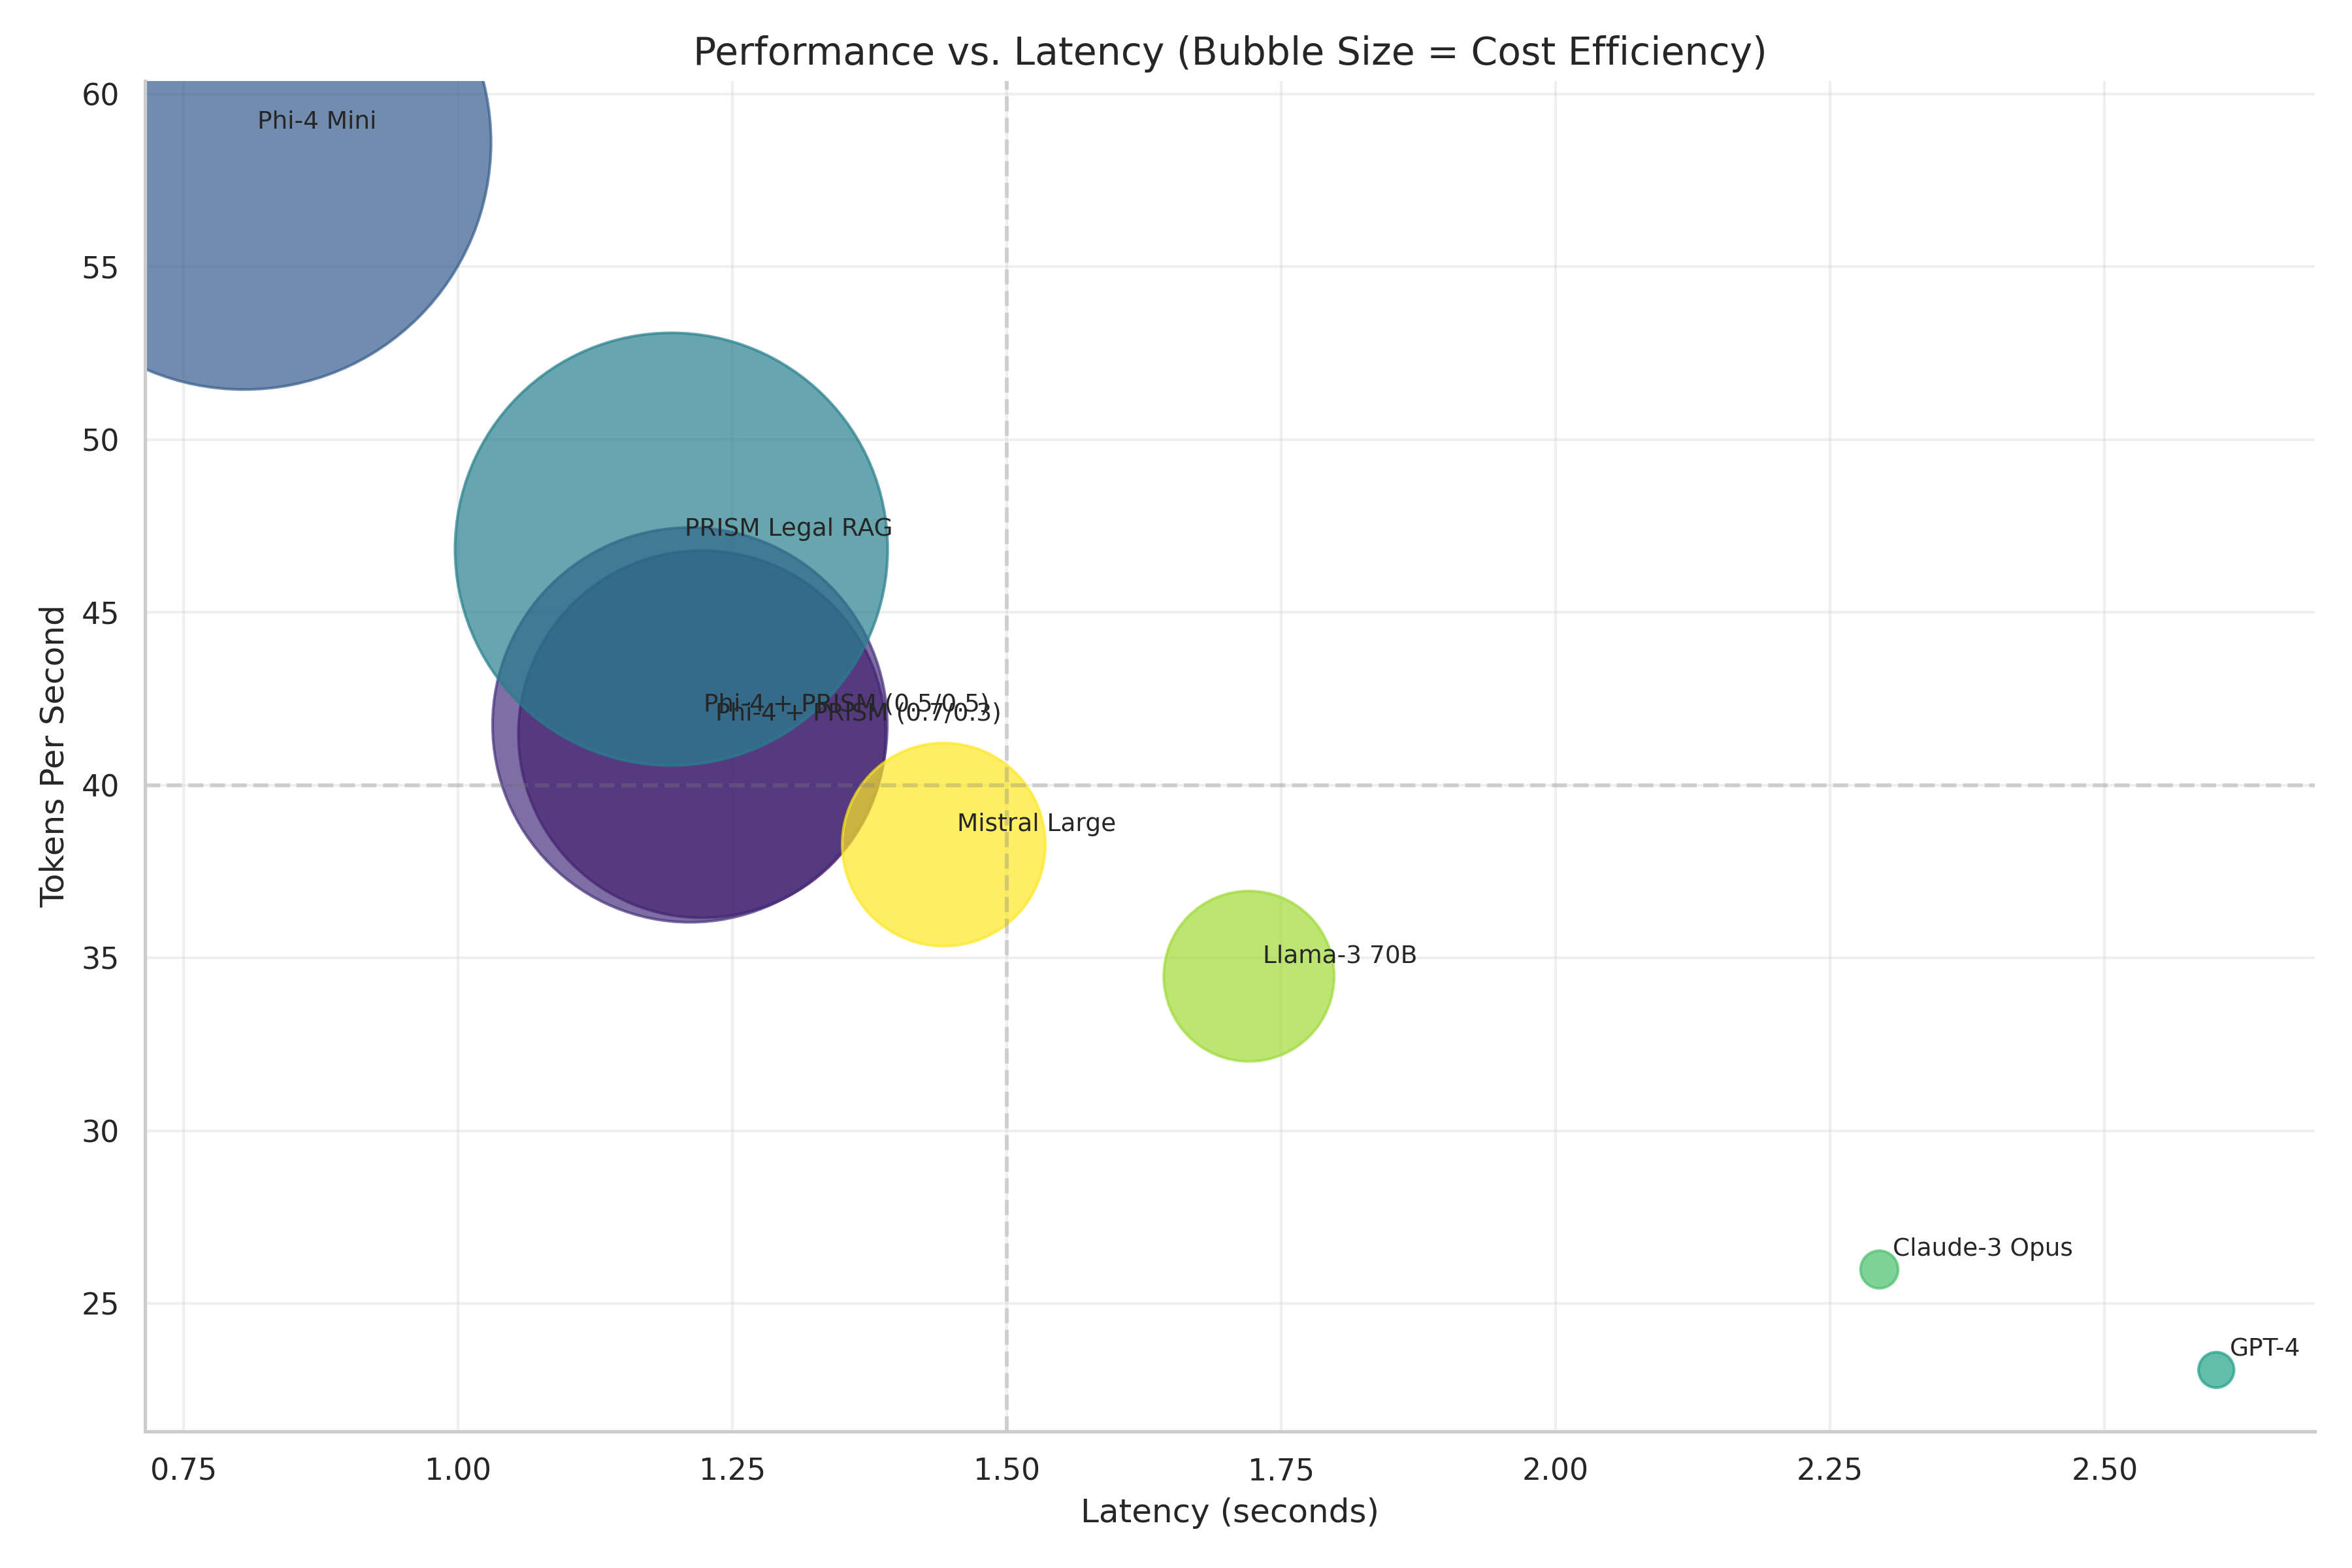 Performance vs. Latency (Bubble Size = Cost Efficiency)
Tokens Per Second
60
55
50
45
40
35
30
25
Phi-4 Mini
PRISM Legal RAG
Phi-4 + PRISM (0.5/0.5)
Phi-4 + PRISM (0.7/0.3)
Mistral Large
Llama-3 70B
Claude-3 Opus
GPT-4
0.75 1.00 1.25 1.50 1.75 2.00 2.25 2.50
Latency (seconds)